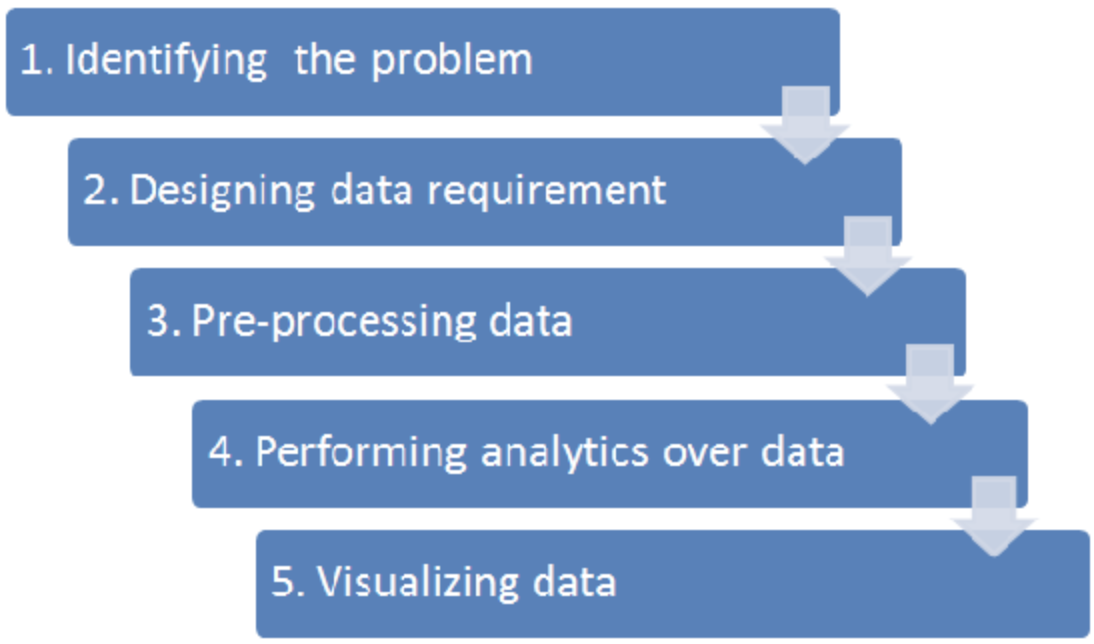 1. Identifying the problem
2. Designing data requirement
3. Pre-processing data
4. Performing analytics over data
5. Visualizing data